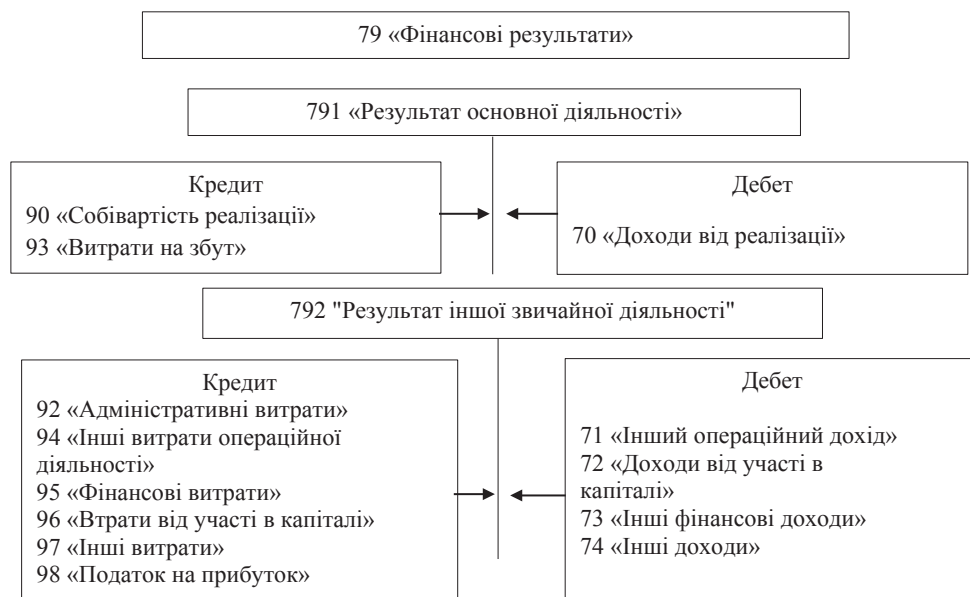 79 «Фінансові результати»
791 «Результат основної діяльності»
Кредит
90 «Собівартість реалізації»
93 «Витрати на збут»
Дебет
70 «Доходи від реалізації»
792 "Результат іншої звичайної діяльності"
Кредит
92 «Адміністративні витрати»
94 «Інші витрати операційної
діяльності»
95 «Фінансові витрати»
96 «Втрати від участі в капіталі»
97 «Інші витрати»
98 «Податок на прибуток»
Дебет
71 «Інший операційний дохід»
72 «Доходи від участі в
капіталі»
73 «Інші фінансові доходи»
74 «Інші доходи»